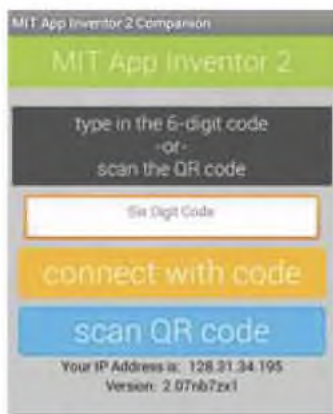 MIT App Inventor 2 Companion
MIT App Inventor 2
type in the 6-digit code
-or-
scan the QR code
Six Digit Code
connect with code
scan QR code
Your IP Address is: 128.31.34.195
Version: 2.07nb7zx1